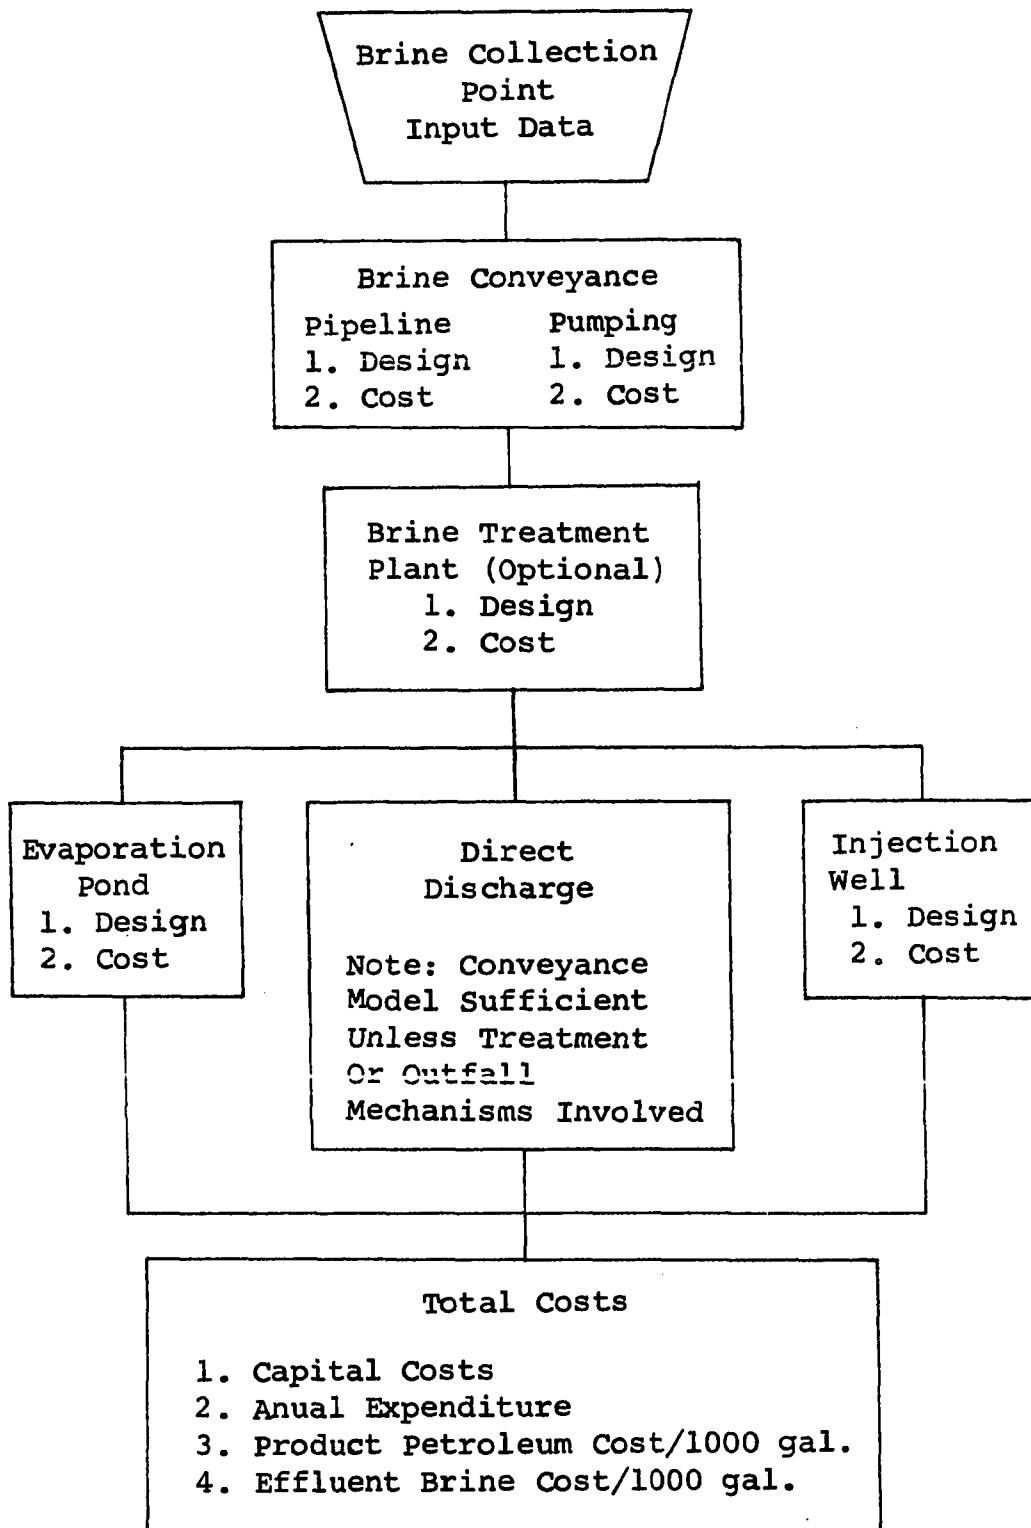 Brine Collection
Point
Input Data
Brine Conveyance
Pipeline
1. Design
2. Cost
Pumping
1. Design
2. Cost
Brine Treatment
Plant (Optional)
1. Design
2. Cost
Evaporation
Pond
1. Design
2. Cost
Direct
Discharge
Note: Conveyance
Model Sufficient
Unless Treatment
Or Outfall
Mechanisms Involved
Injection
Well
1. Design
2. Cost
Total Costs
1. Capital Costs
2. Anual Expenditure
3. Product Petroleum Cost/1000 gal.
4. Effluent Brine Cost/1000 gal.